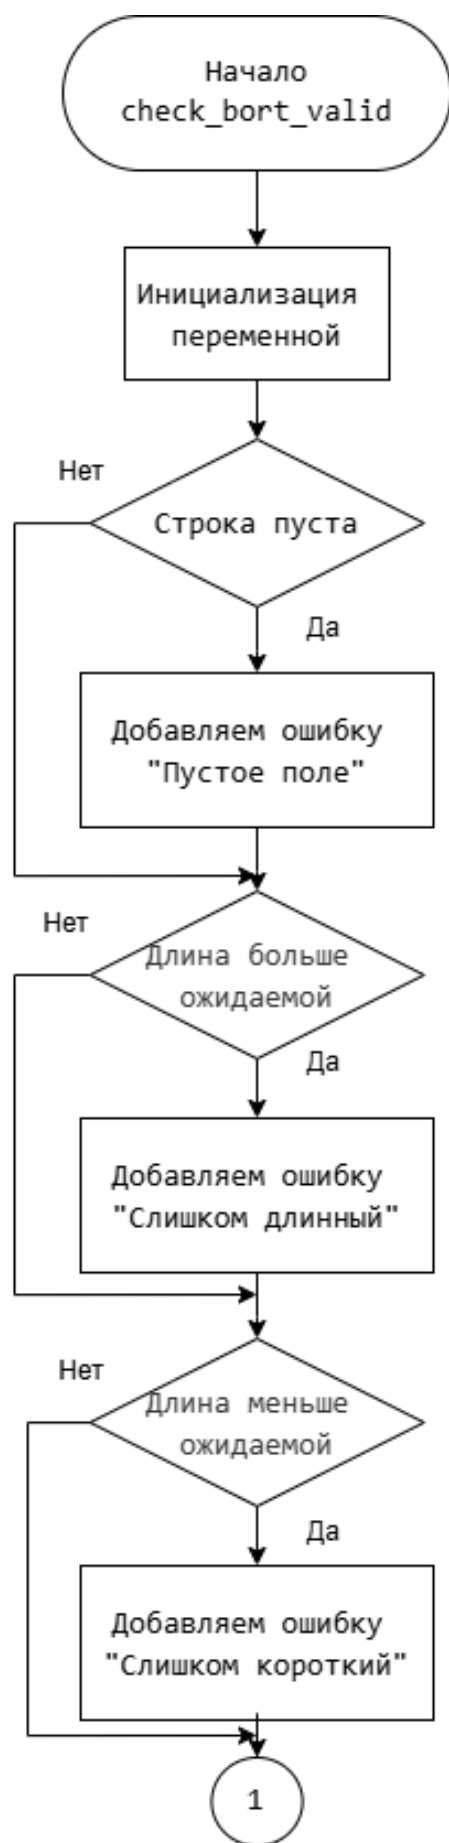 Начало
check_bort_valid
Инициализация
переменной
Нет
Строка пуста
Да
Добавляем ошибку
"Пустое поле"
Нет
Длина больше
ожидаемой
Да
Добавляем ошибку
"Слишком длинный"
Нет
Длина меньше
ожидаемой
Да
Добавляем ошибку
"Слишком короткий"
1